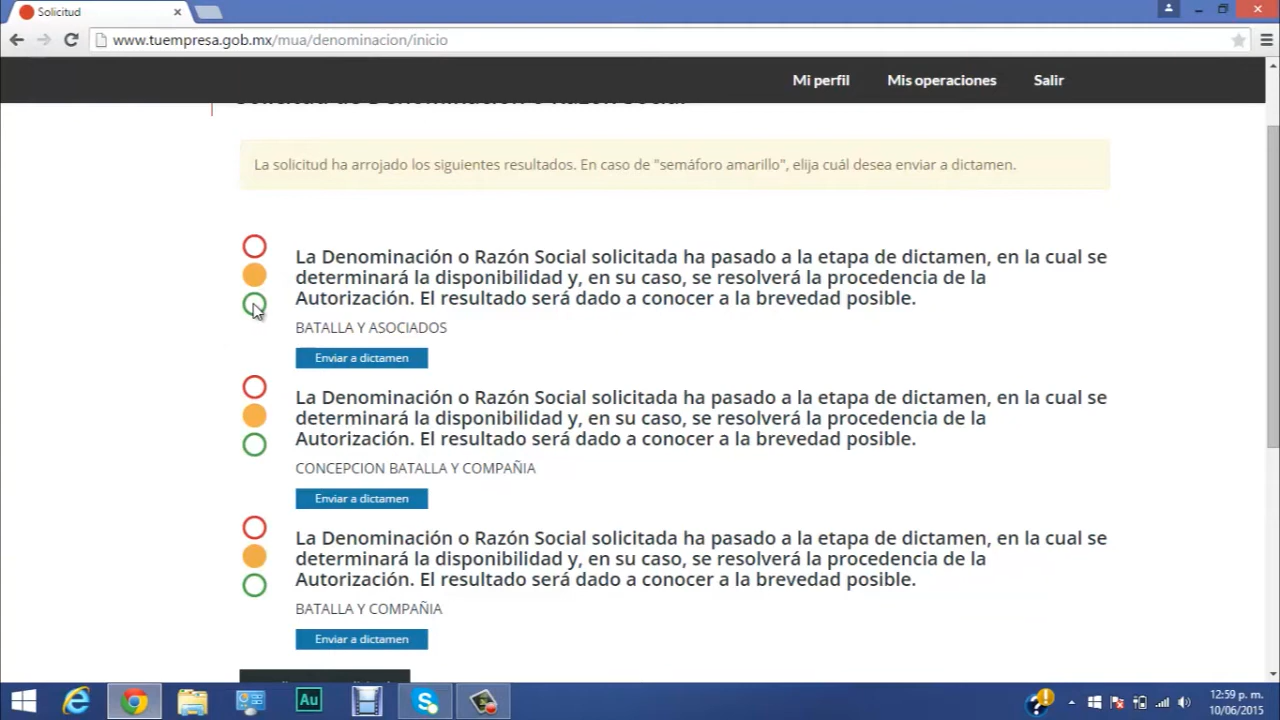 Solicitud
www.tuempresa.gob.mx/mua/denominacion/inicio
Mi perfil Mis operaciones Salir
Solicitud de Denominación o Razón Social
La solicitud ha arrojado los siguientes resultados. En caso de "semáforo amarillo", elija cuál desea enviar a dictamen.
La Denominación o Razón Social solicitada ha pasado a la etapa de dictamen, en la cual se
determinará la disponibilidad y, en su caso, se resolverá la procedencia de la
Autorización. El resultado será dado a conocer a la brevedad posible.
BATALLA Y ASOCIADOS
Enviar a dictamen
La Denominación o Razón Social solicitada ha pasado a la etapa de dictamen, en la cual se
determinará la disponibilidad y, en su caso, se resolverá la procedencia de la
Autorización. El resultado será dado a conocer a la brevedad posible.
CONCEPCION BATALLA Y COMPAÑIA
Enviar a dictamen
La Denominación o Razón Social solicitada ha pasado a la etapa de dictamen, en la cual se
determinará la disponibilidad y, en su caso, se resolverá la procedencia de la
Autorización. El resultado será dado a conocer a la brevedad posible.
BATALLA Y COMPAÑIA
Enviar a dictamen
Au
12:59 p. m.
10/06/2015